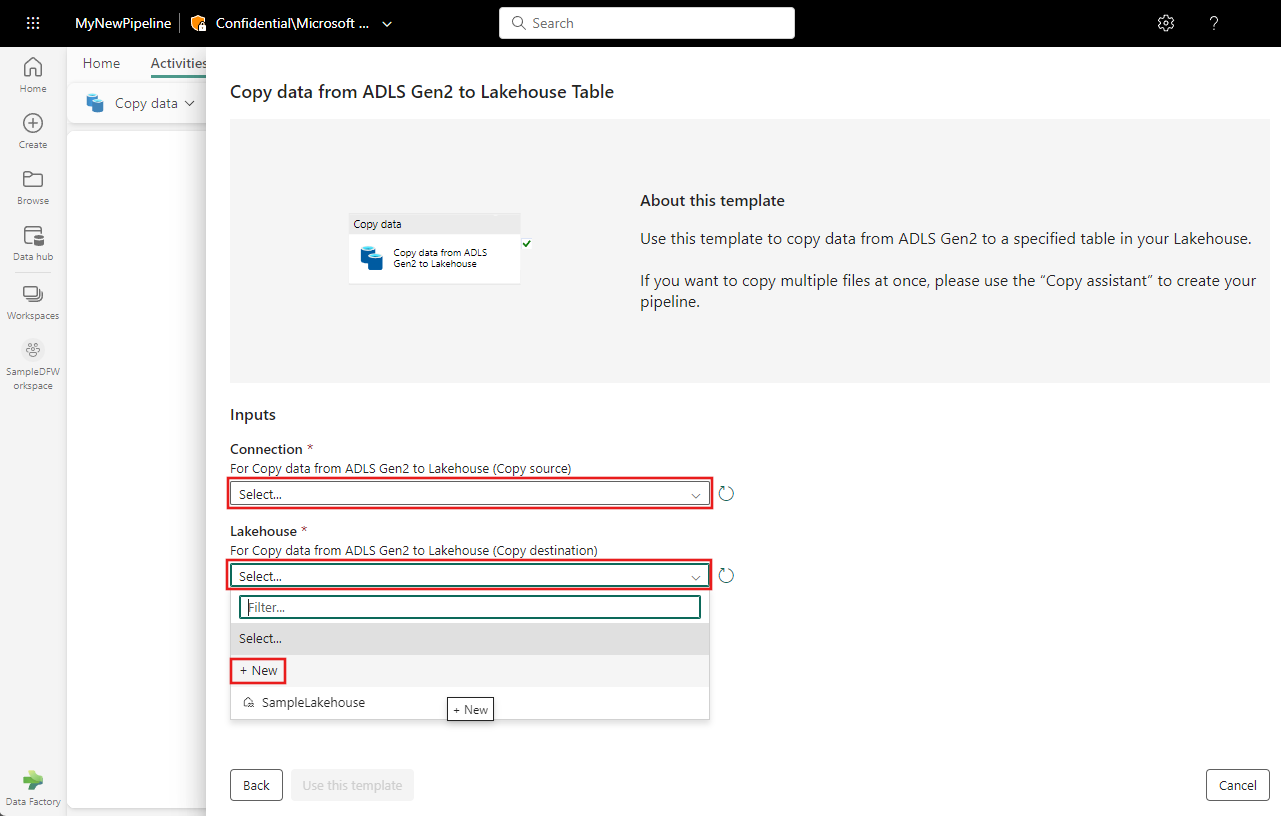 MyNewPipeline
Confidential\Microsoft ...
Search
?
Home
Create
Browse
Data hub
Workspaces
SampleDFW
orkspace
Data Factory
Home
Activities
Copy data
Copy data from ADLS Gen2 to Lakehouse Table
Copy data
Copy data from ADLS
Gen2 to Lakehouse
About this template
Use this template to copy data from ADLS Gen2 to a specified table in your Lakehouse.
If you want to copy multiple files at once, please use the “Copy assistant” to create your
pipeline.
Inputs
Connection *
For Copy data from ADLS Gen2 to Lakehouse (Copy source)
Select...
Lakehouse *
For Copy data from ADLS Gen2 to Lakehouse (Copy destination)
Select...
Filter...
Select...
+ New
SampleLakehouse
+ New
Back
Use this template
Cancel